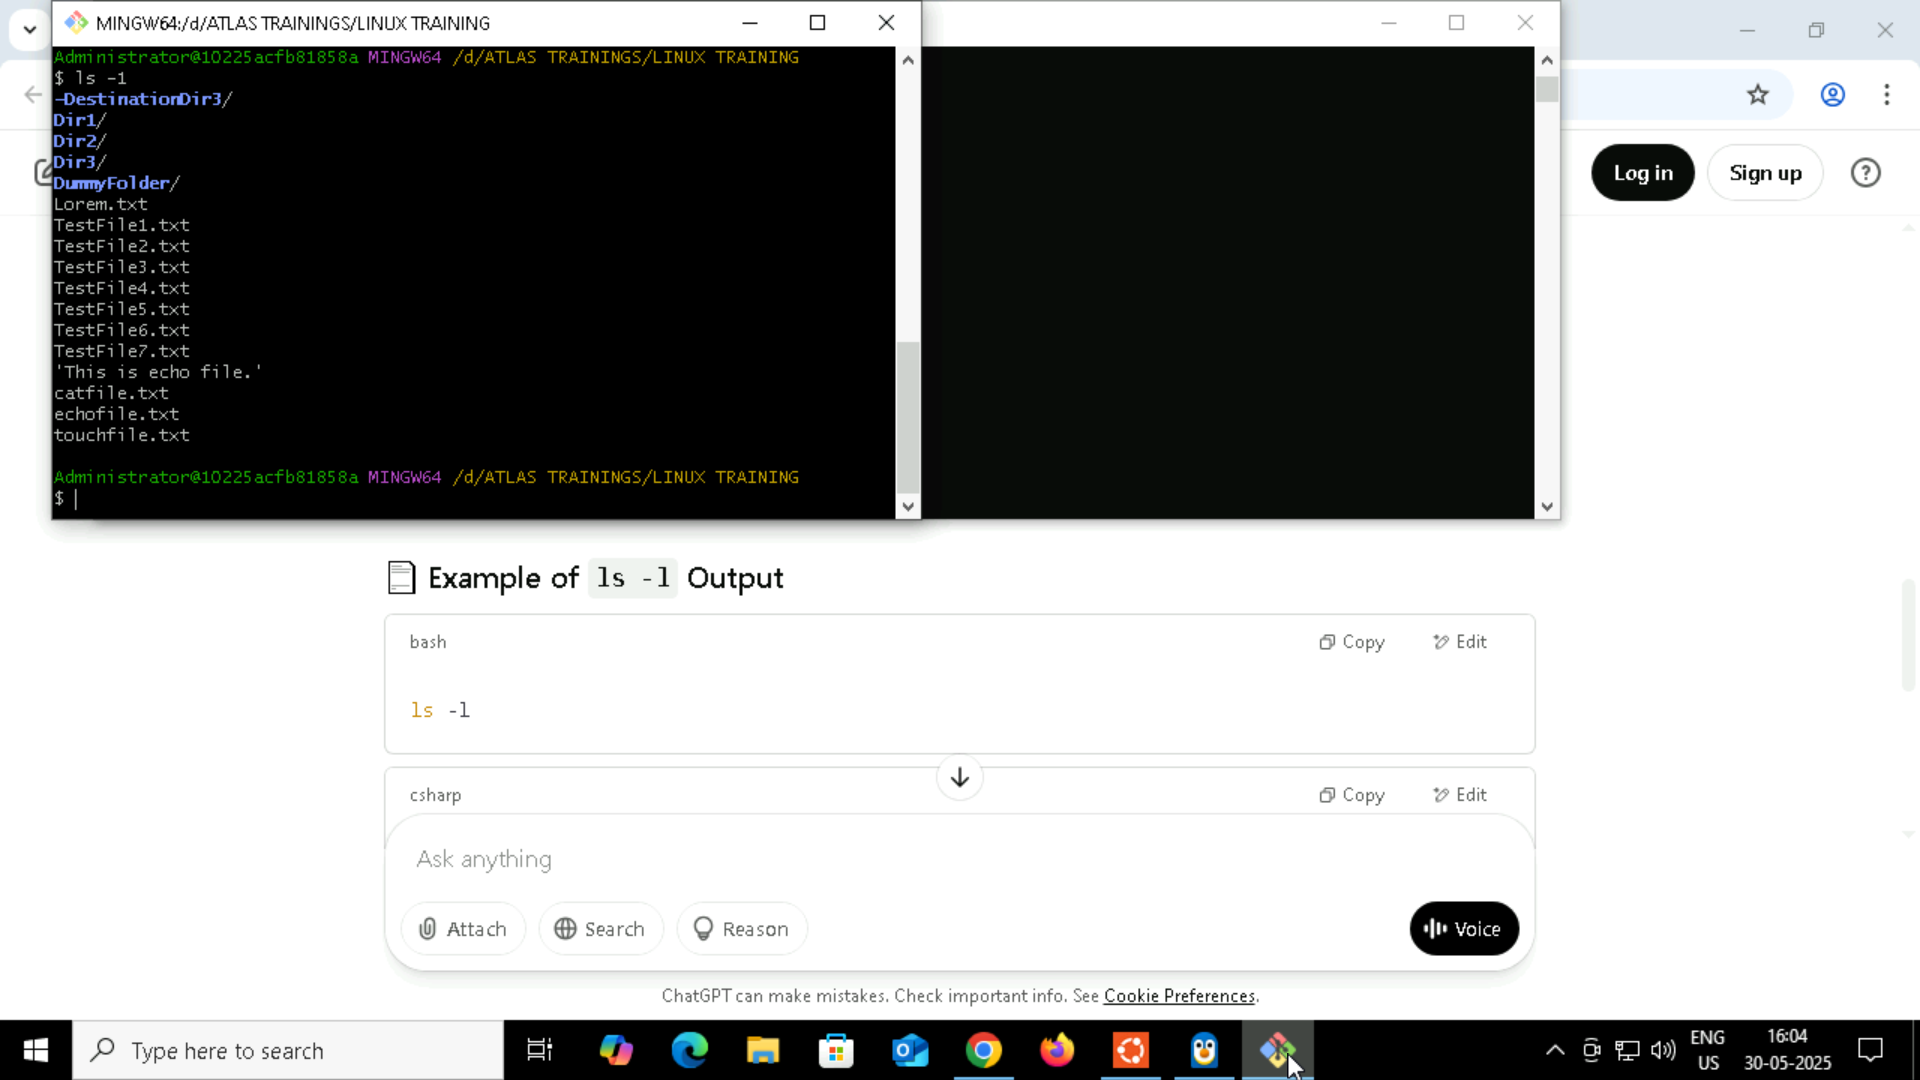 MINGW64:/d/ATLAS TRAININGS/LINUX TRAINING
Administrator@10225acfb81858a MINGW64 /d/ATLAS TRAININGS/LINUX TRAINING
$ ls -1
-DestinationDir3/
Dir1/
Dir2/
Dir3/
DummyFolder/
Lorem.txt
TestFile1.txt
TestFile2.txt
TestFile3.txt
TestFile4.txt
TestFile5.txt
TestFile6.txt
TestFile7.txt
'This is echo file.'
catfile.txt
echofile.txt
touchfile.txt
Administrator@10225acfb81858a MINGW64 /d/ATLAS TRAININGS/LINUX TRAINING
$
Log in
Sign up
Example of ls -l Output
bash
Copy
Edit
ls -l
csharp
Copy
Edit
Ask anything
Attach
Search
Reason
Voice
ChatGPT can make mistakes. Check important info. See Cookie Preferences.
Type here to search
ENG
US
16:04
30-05-2025